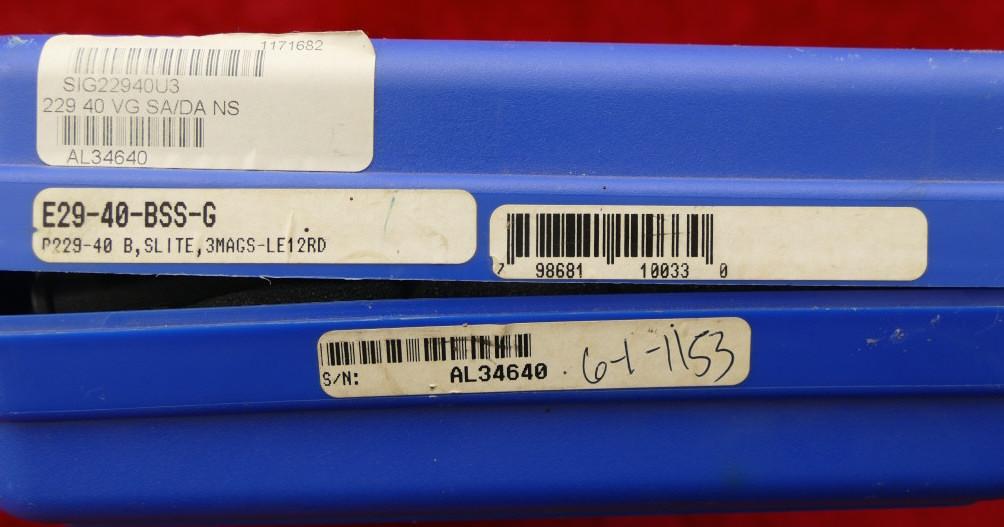 1171682
SIG22940U3
229 40 VG SA/DA NS
AL34640
E29-40-BSS-G
P229-40 B,SLITE,3MAGS-LE12RD
7 98681 10033 0
S/N: AL34640
6-1-1153